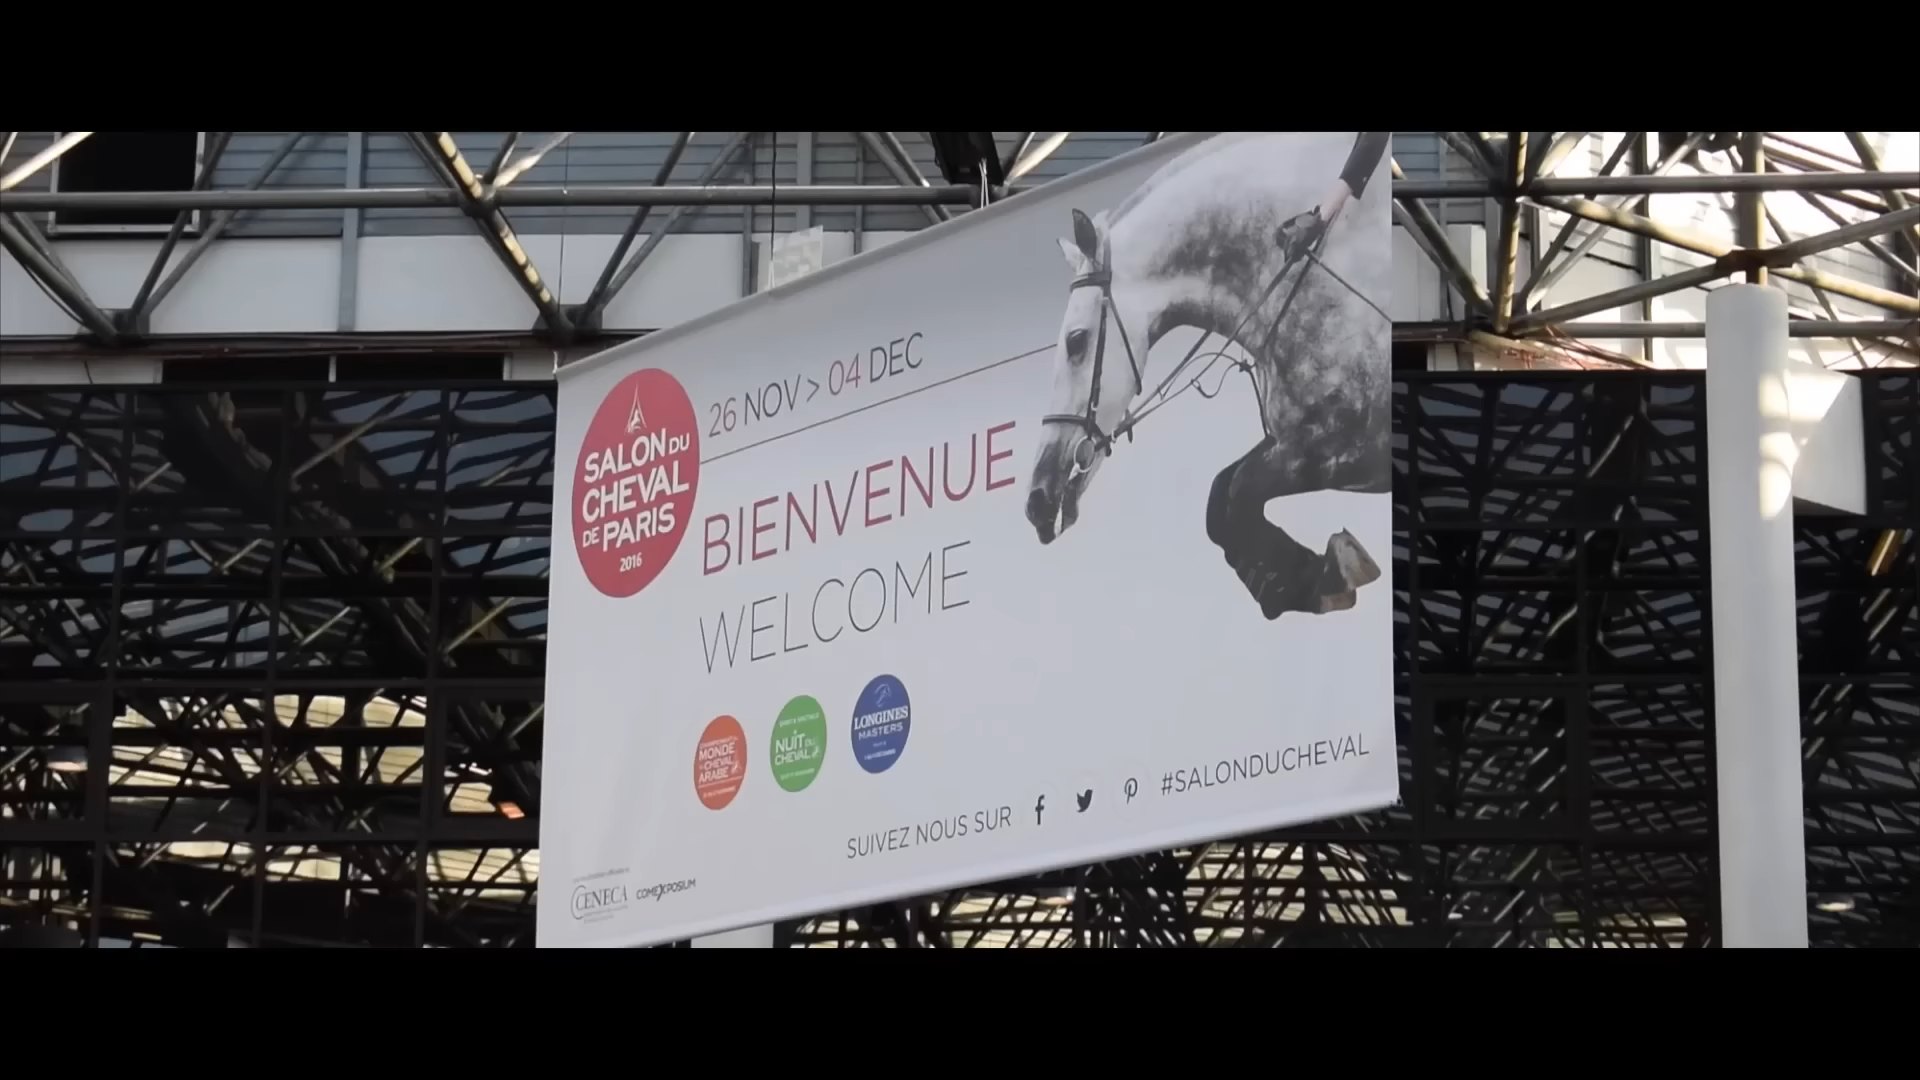 26 NOV > 04 DEC
SALON DU
CHEVAL
DE PARIS
2016
BIENVENUE
WELCOME
MONDE
CHEVAL
ARABE
NUIT DU
CHEVAL
LONGINES
MASTERS
SUIVEZ NOUS SUR
#SALONDUCHEVAL
CENECA
COMEXPOSIUM